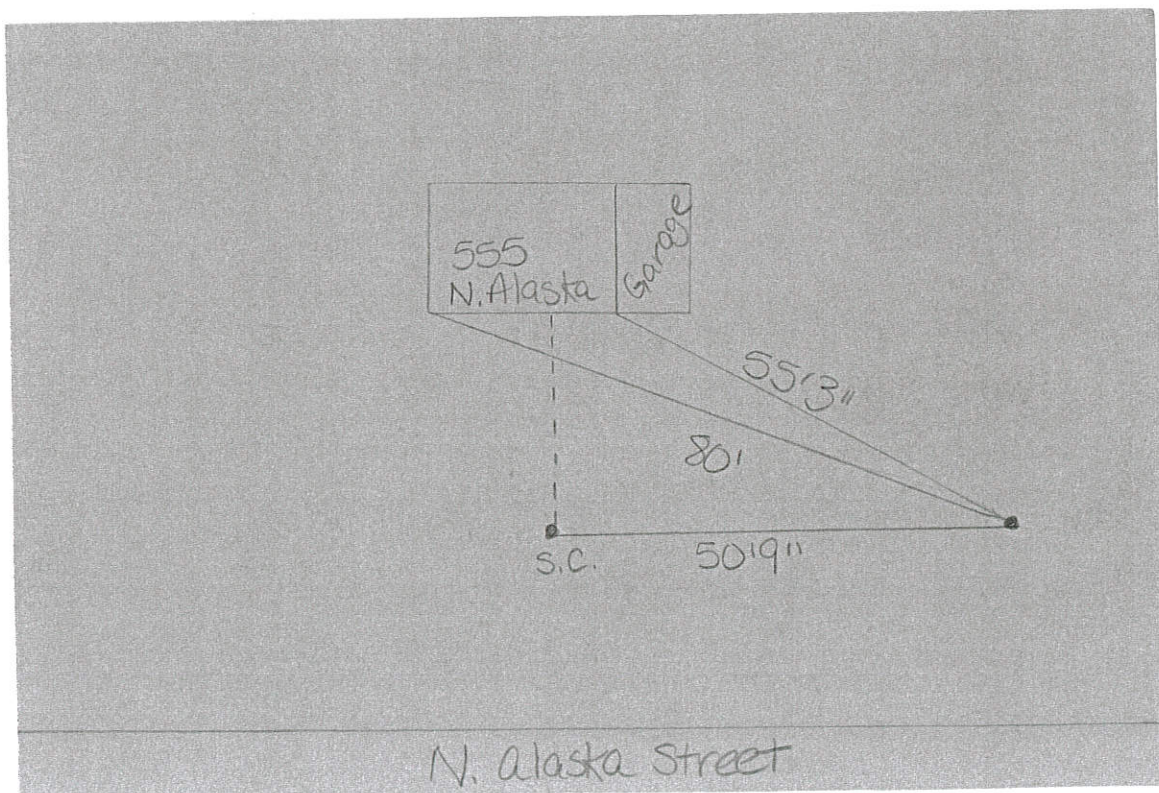 555
N. Alaska
Garage
55'3"
80'
S.C.
50'9"
N. Alaska Street